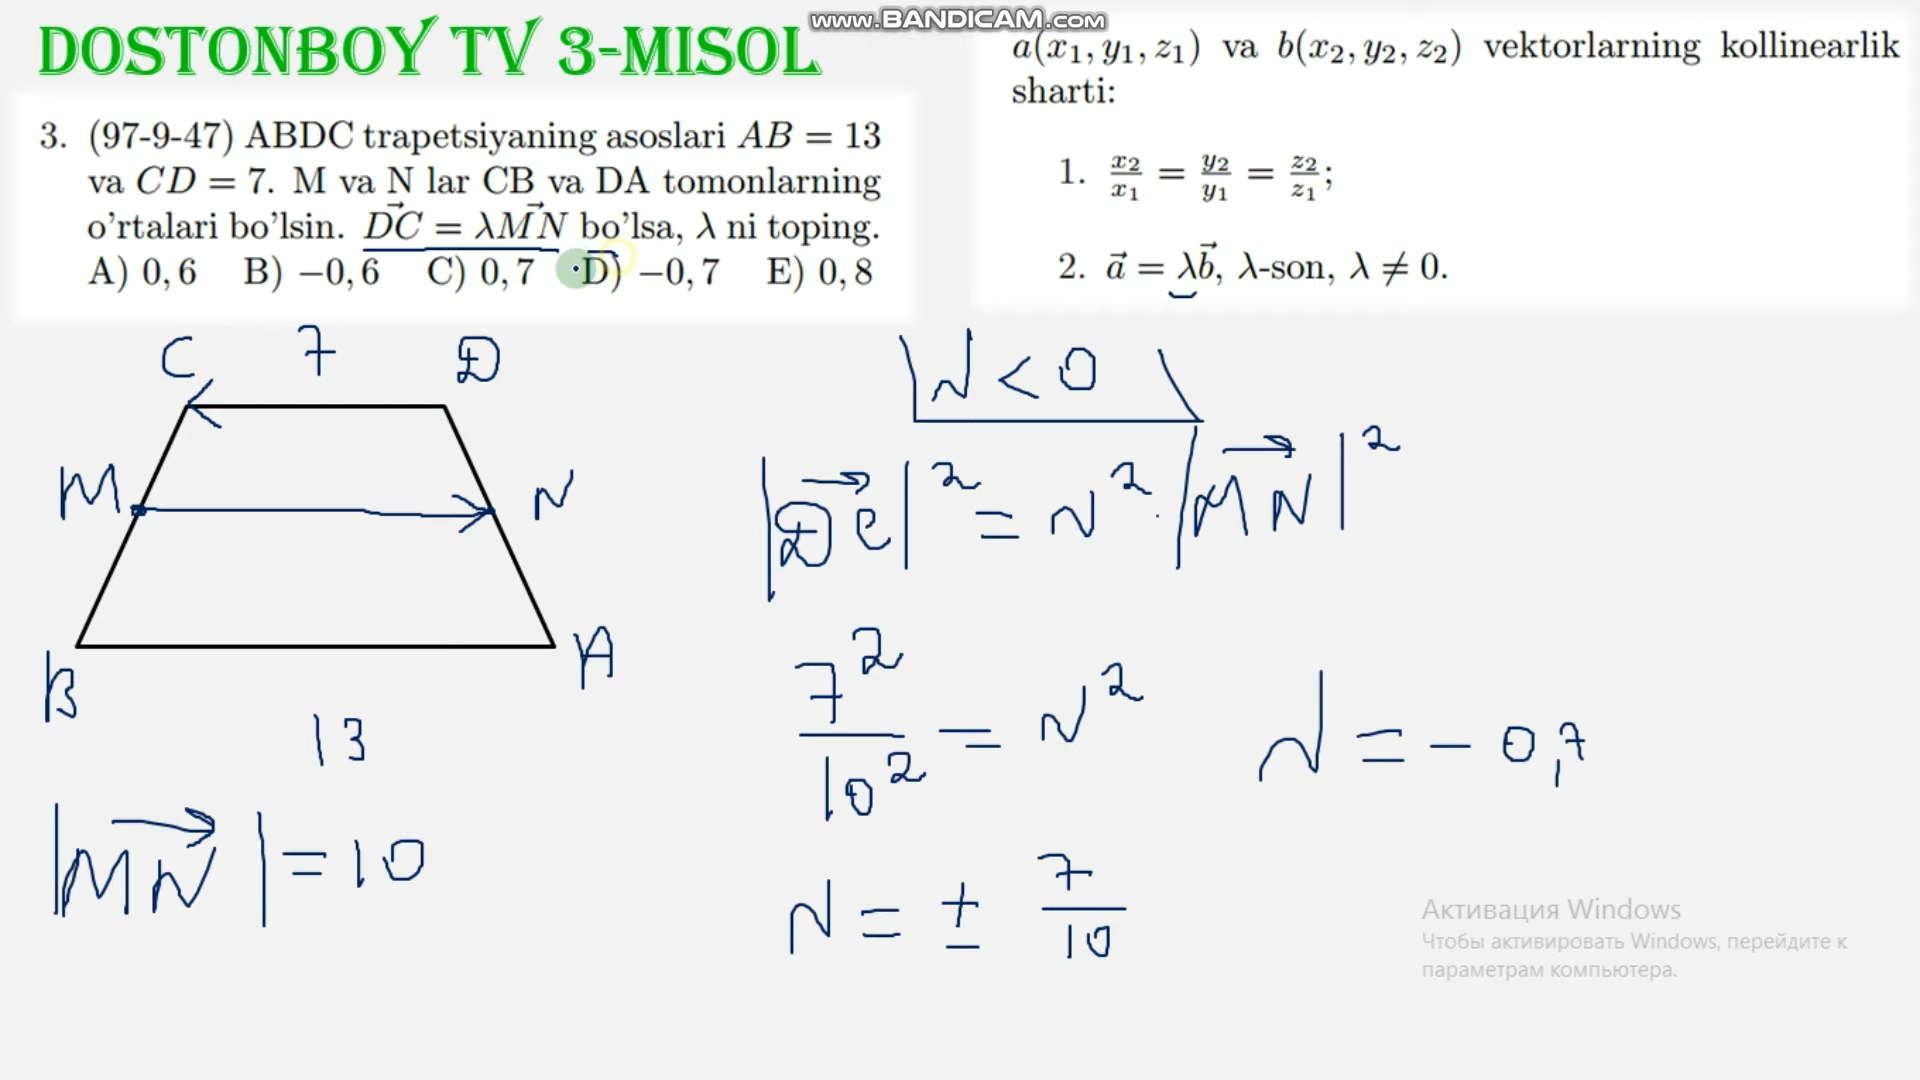 www.BANDICAM.com
DOSTONBOY TV 3-MISOL
3. (97-9-47) ABDC trapetsiyaning asoslari AB = 13
va CD = 7. M va N lar CB va DA tomonlarning
o'rtalari bo'lsin. DC⃗ = λMN⃗ bo'lsa, λ ni toping.
A) 0,6 B) −0,6 C) 0,7 D) −0,7 E) 0,8
a(x₁, y₁, z₁) va b(x₂, y₂, z₂) vektorlarning kollinearlik
sharti:
1. x₂/x₁ = y₂/y₁ = z₂/z₁;
2. a⃗ = λb⃗, λ-son, λ ≠ 0.
C 7 D
M N
B A
13
|MN⃗| = 10
λ < 0
|DC⃗|² = λ² · |MN⃗|²
7²/10² = λ²
λ = ± 7/10
λ = − 0,7
Активация Windows
Чтобы активировать Windows, перейдите к
параметрам компьютера.